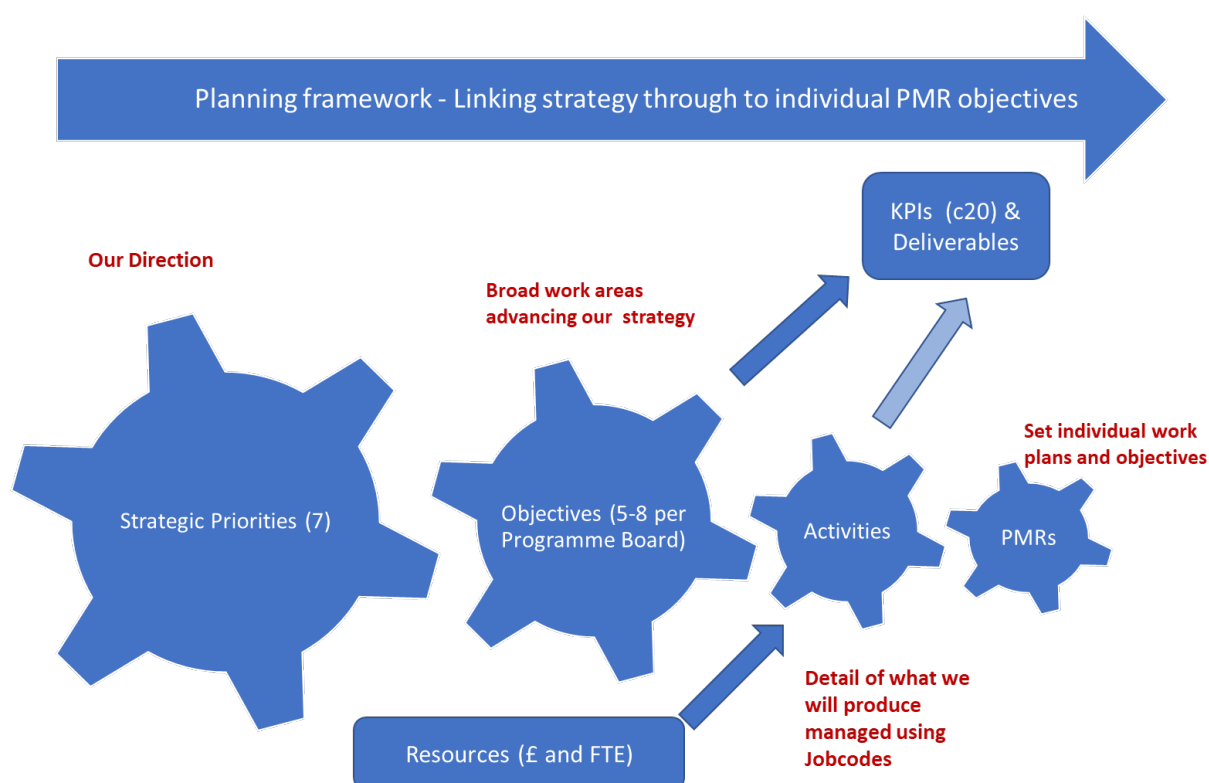 Planning framework - Linking strategy through to individual PMR objectives
KPIs (c20) &
Deliverables
Our Direction
Broad work areas
advancing our strategy
Set individual work
plans and objectives
Strategic Priorities (7)
Objectives (5-8 per
Programme Board)
Activities
PMRs
Detail of what we
will produce
managed using
Jobcodes
Resources (£ and FTE)